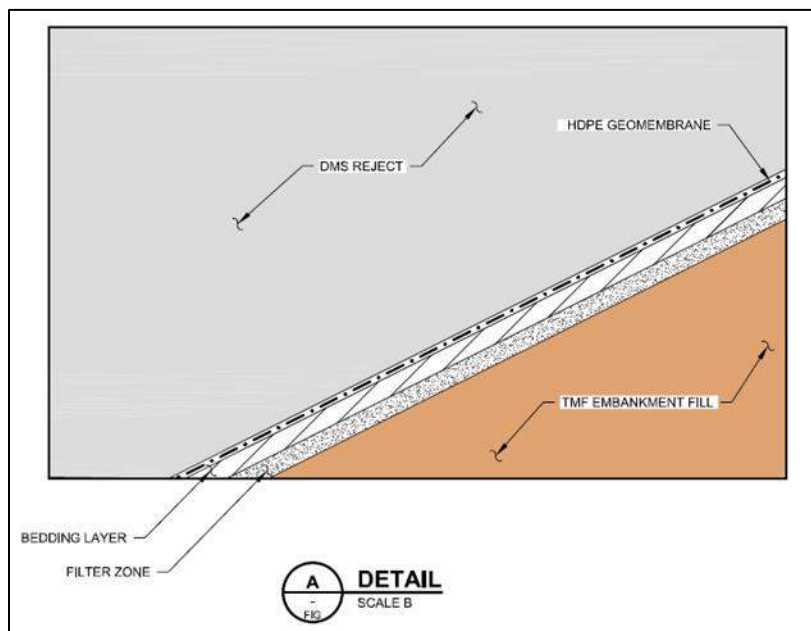 HDPE GEOMEMBRANE
DMS REJECT
TMF EMBANKMENT FILL
BEDDING LAYER
FILTER ZONE
A
-
FIG
DETAIL
SCALE B